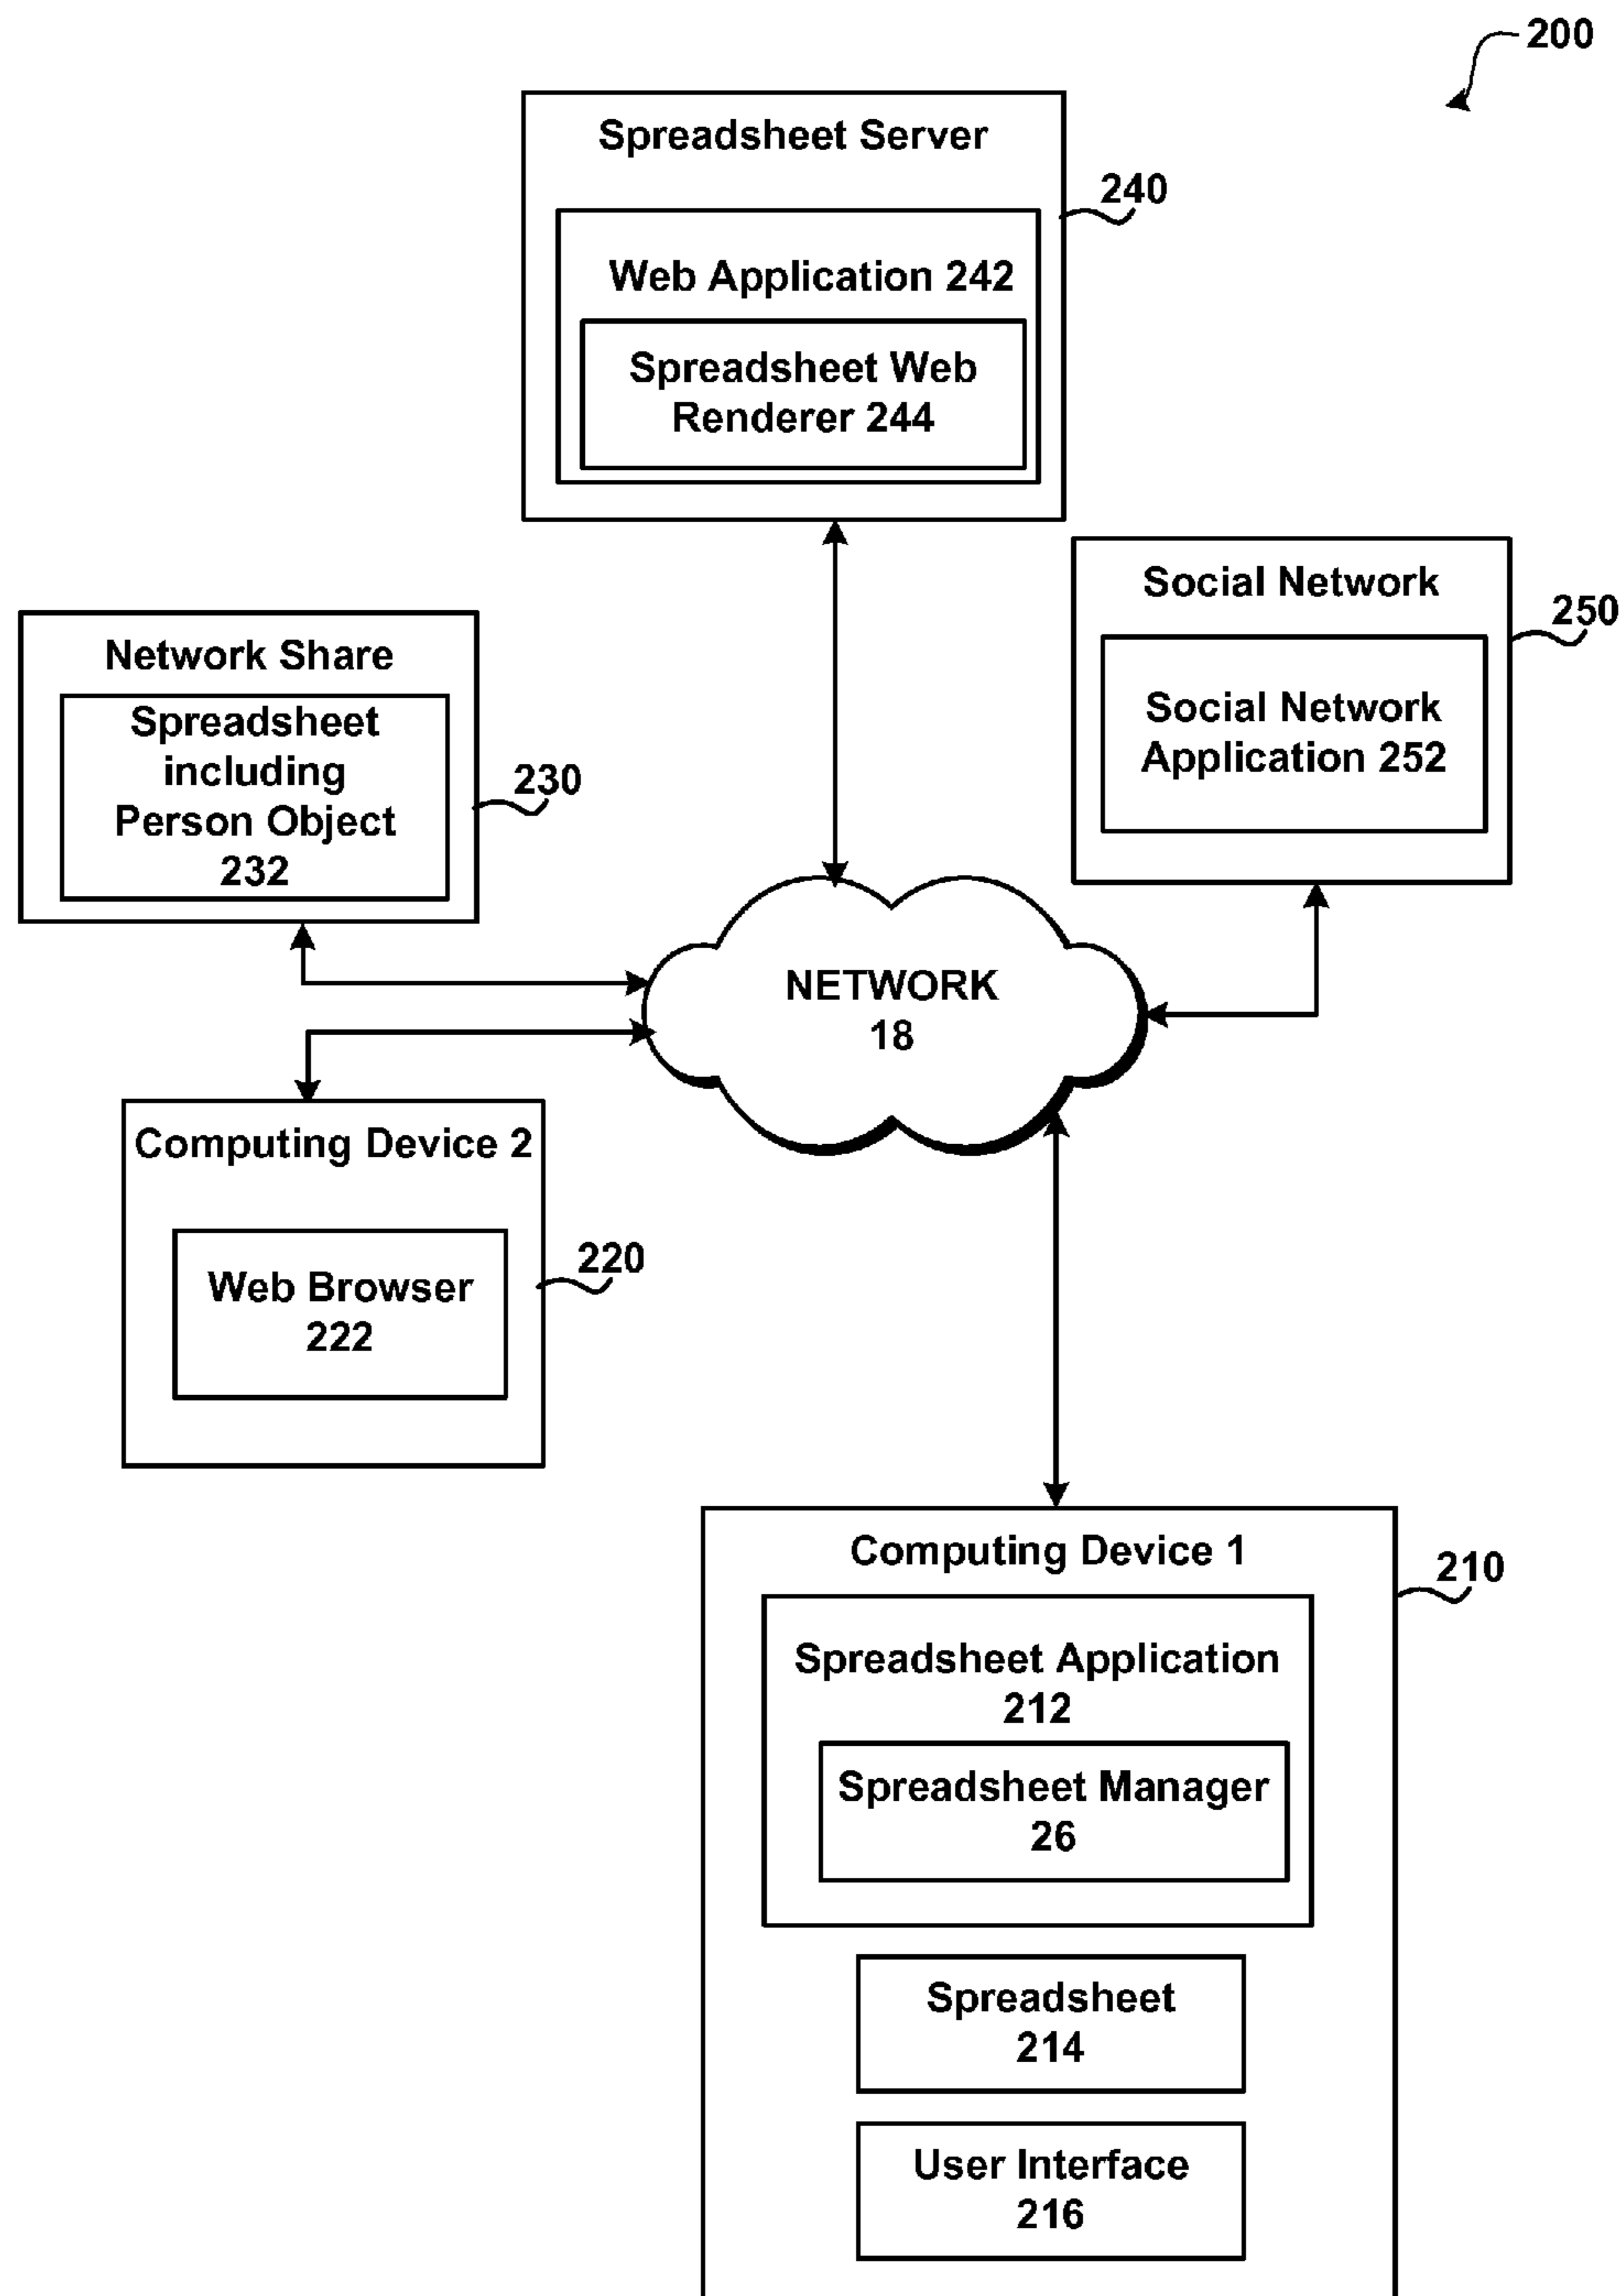 200
Spreadsheet Server
240
Web Application 242
Spreadsheet Web
Renderer 244
Social Network
250
Social Network
Application 252
Network Share
Spreadsheet
including
Person Object
232
230
NETWORK
18
Computing Device 2
220
Web Browser
222
Computing Device 1
210
Spreadsheet Application
212
Spreadsheet Manager
26
Spreadsheet
214
User Interface
216